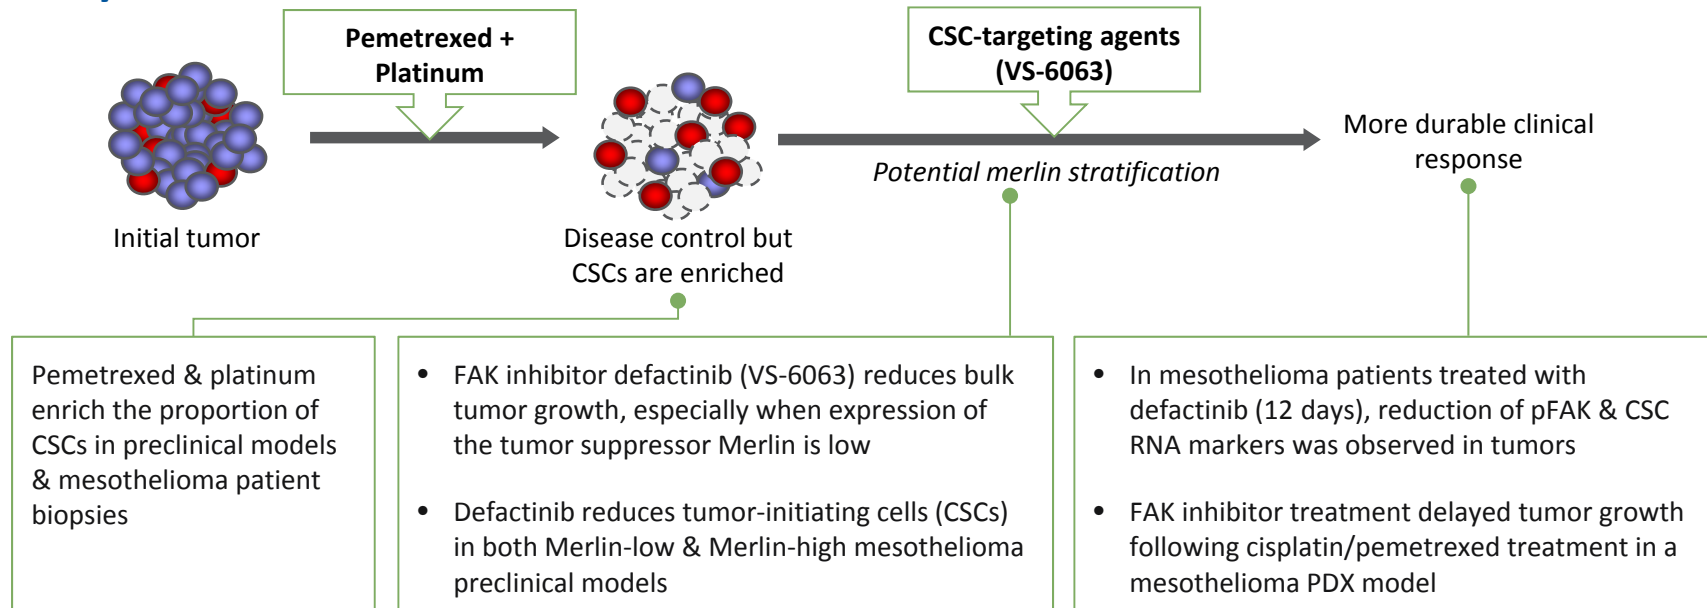 Pemetrexed +
Platinum
CSC-targeting agents
(VS-6063)
Initial tumor
Disease control but
CSCs are enriched
Potential merlin stratification
More durable clinical
response
Pemetrexed & platinum
enrich the proportion of
CSCs in preclinical models
& mesothelioma patient
biopsies
• FAK inhibitor defactinib (VS-6063) reduces bulk
tumor growth, especially when expression of
the tumor suppressor Merlin is low
• Defactinib reduces tumor-initiating cells (CSCs)
in both Merlin-low & Merlin-high mesothelioma
preclinical models
• In mesothelioma patients treated with
defactinib (12 days), reduction of pFAK & CSC
RNA markers was observed in tumors
• FAK inhibitor treatment delayed tumor growth
following cisplatin/pemetrexed treatment in a
mesothelioma PDX model